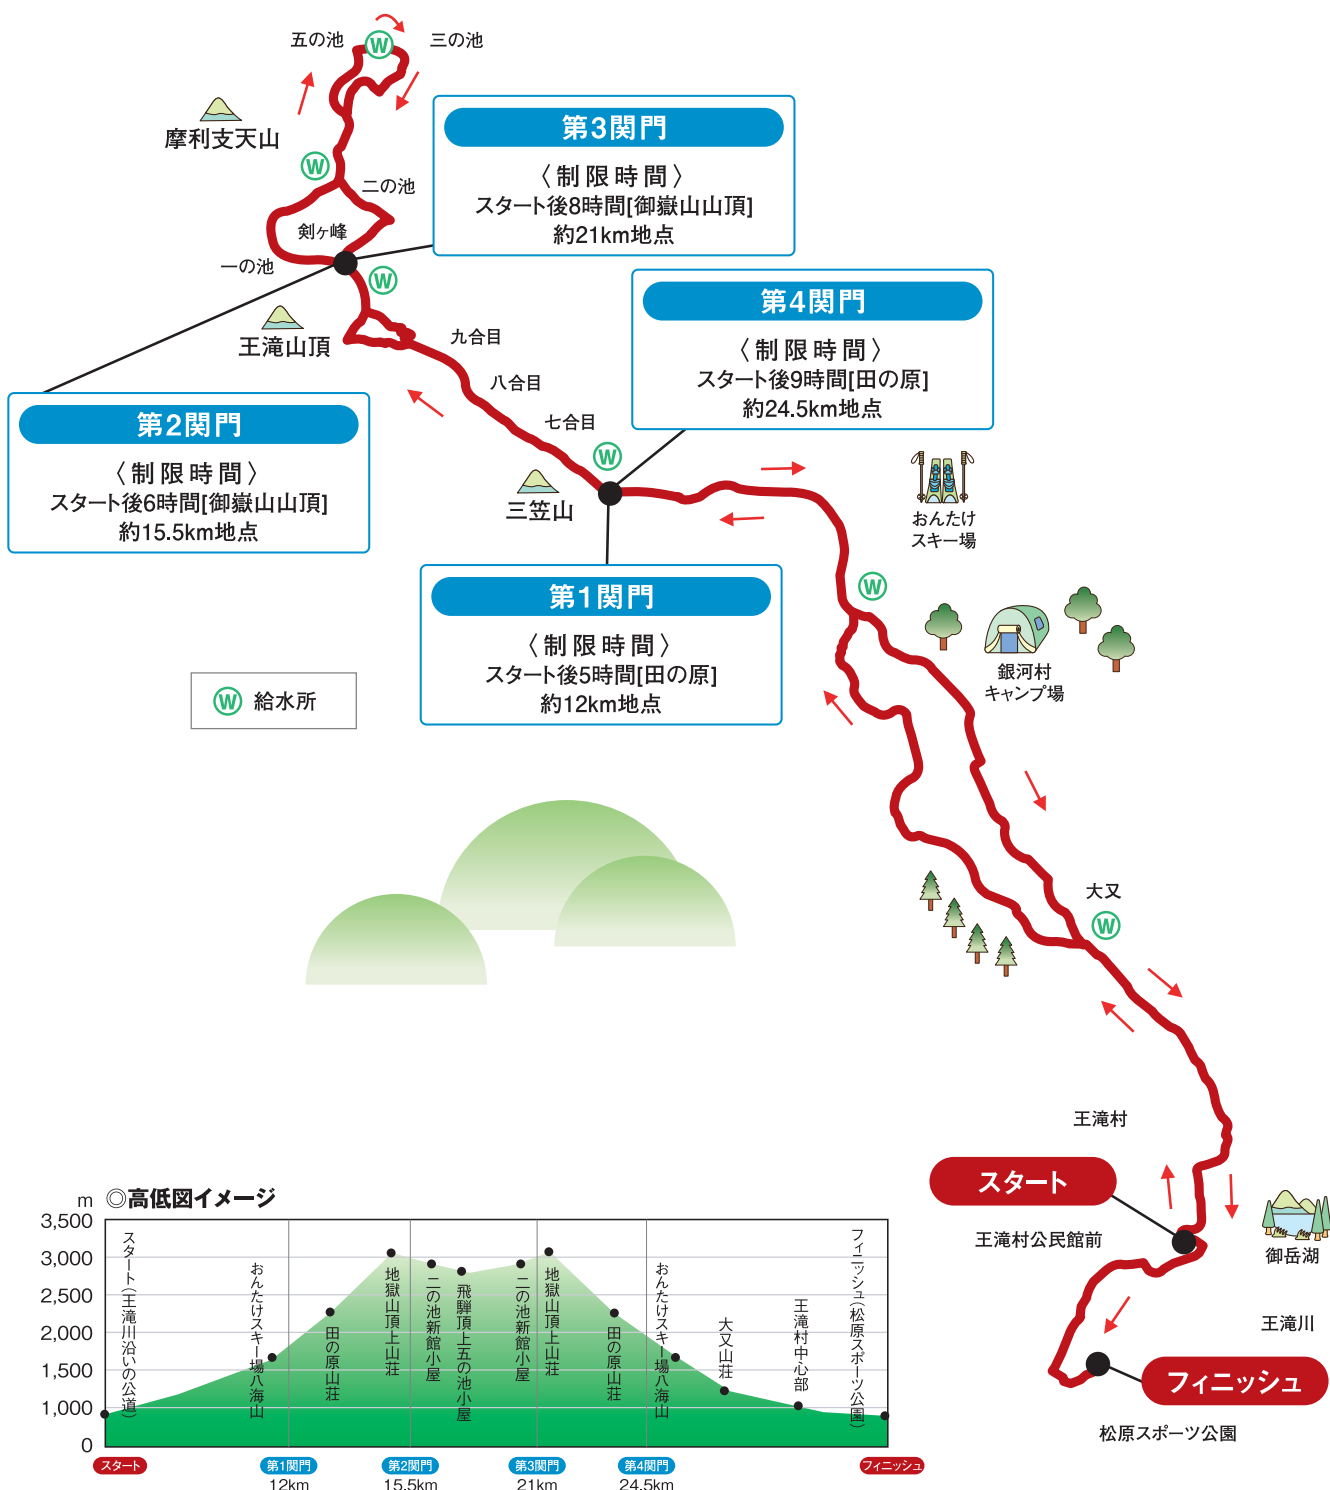 五の池
W
三の池
摩利支天山
W
第3関門
〈制限時間〉
スタート後8時間[御嶽山山頂]
約21km地点
二の池
剣ヶ峰
一の池
W
王滝山頂
第4関門
〈制限時間〉
スタート後9時間[田の原]
約24.5km地点
九合目
八合目
七合目
第2関門
〈制限時間〉
スタート後6時間[御嶽山山頂]
約15.5km地点
W
三笠山
おんたけ
スキー場
第1関門
〈制限時間〉
スタート後5時間[田の原]
約12km地点
W
銀河村
キャンプ場
W 給水所
大又
W
王滝村
スタート
王滝村公民館前
御岳湖
王滝川
フィニッシュ
松原スポーツ公園
m ◎高低図イメージ
3,500
3,000
2,500
2,000
1,500
1,000
0
スタート(王滝川沿いの公道)
おんたけスキー場八海山
田の原山荘
地獄山頂上山荘
二の池新館小屋
飛騨頂上五の池小屋
二の池新館小屋
地獄山頂上山荘
田の原山荘
おんたけスキー場八海山
大又山荘
王滝村中心部
フィニッシュ(松原スポーツ公園)
スタート
第1関門
12km
第2関門
15.5km
第3関門
21km
第4関門
24.5km
フィニッシュ